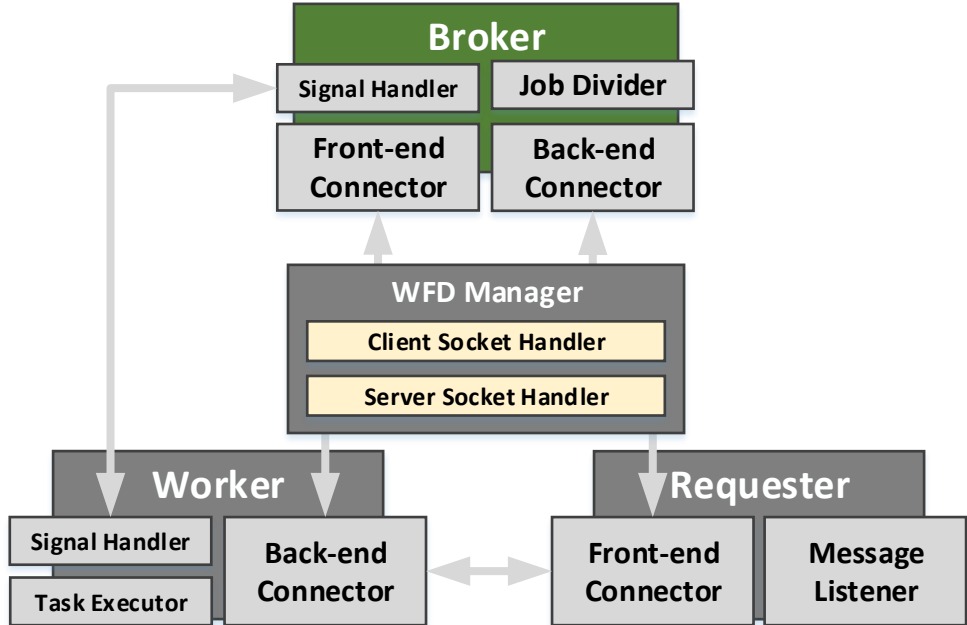 Broker
Signal Handler
Job Divider
Front-end
Connector
Back-end
Connector
WFD Manager
Client Socket Handler
Server Socket Handler
Worker
Signal Handler
Task Executor
Back-end
Connector
Requester
Front-end
Connector
Message
Listener